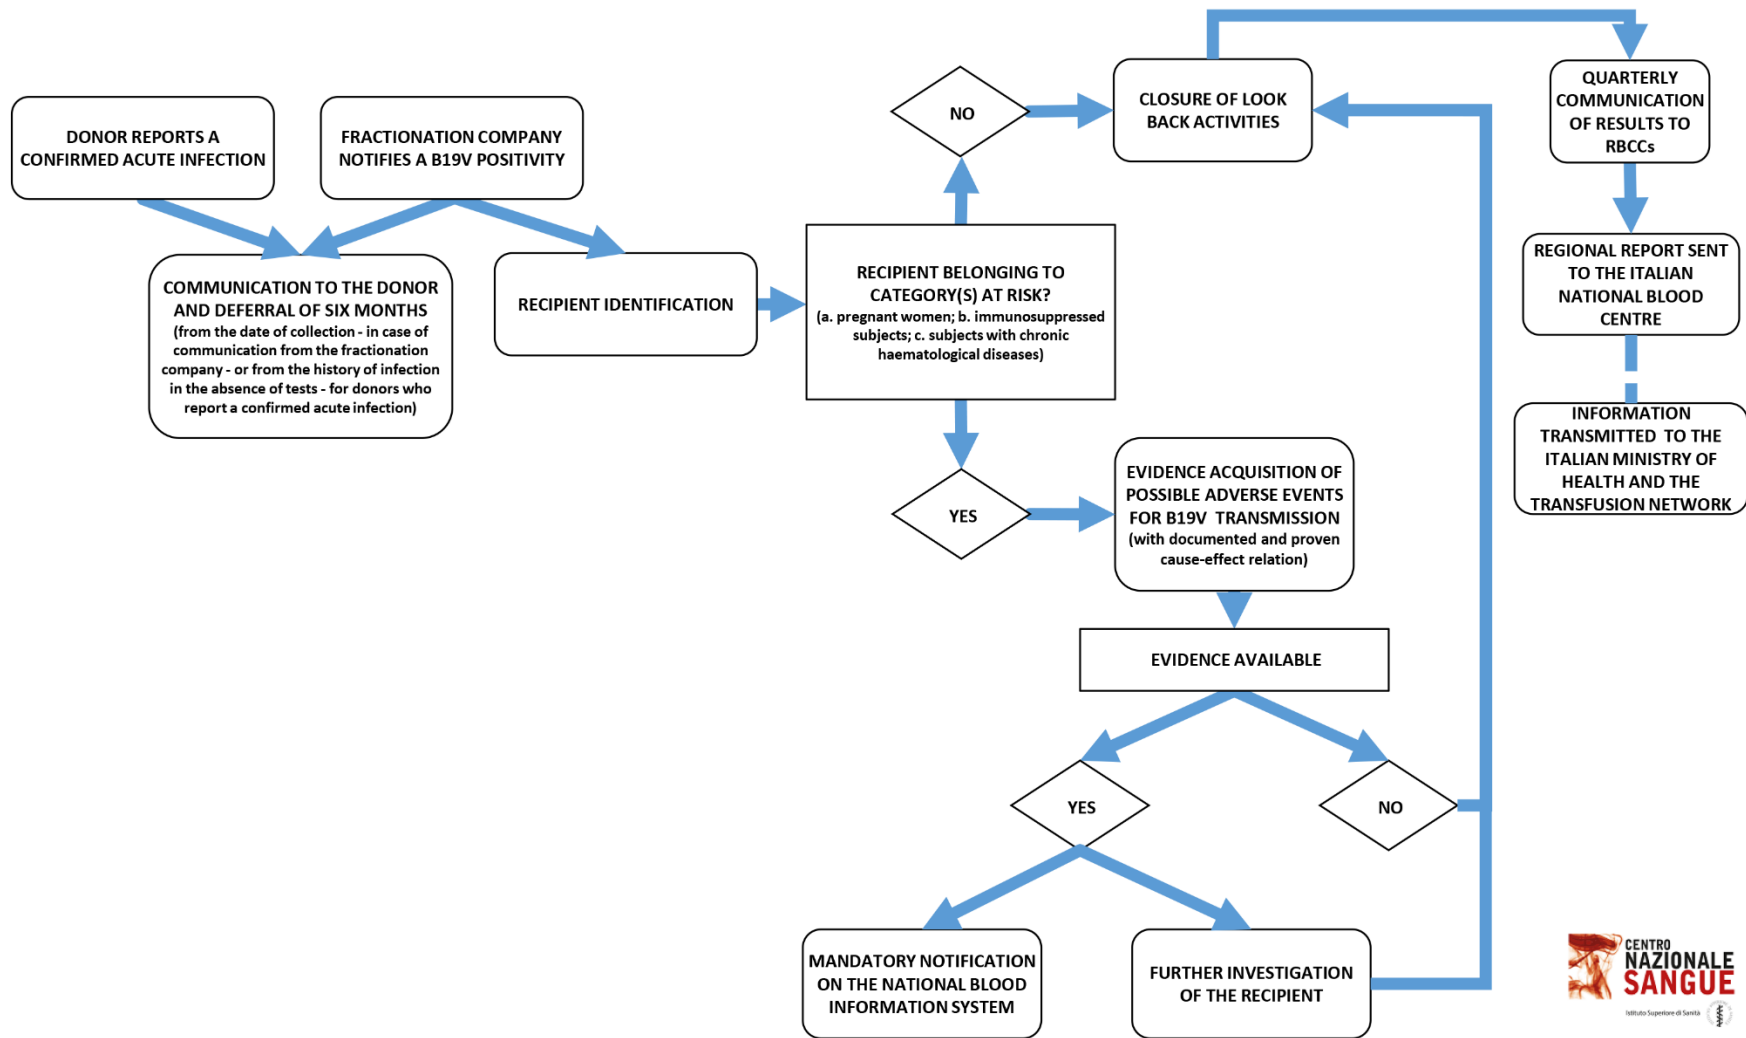 DONOR REPORTS A
CONFIRMED ACUTE INFECTION
FRACTIONATION COMPANY
NOTIFIES A B19V POSITIVITY
COMMUNICATION TO THE DONOR
AND DEFERRAL OF SIX MONTHS
(from the date of collection - in case of
communication from the fractionation
company - or from the history of infection
in the absence of tests - for donors who
report a confirmed acute infection)
RECIPIENT IDENTIFICATION
RECIPIENT BELONGING TO
CATEGORY(S) AT RISK?
(a. pregnant women; b. immunosuppressed
subjects; c. subjects with chronic
haematological diseases)
NO
CLOSURE OF LOOK
BACK ACTIVITIES
QUARTERLY
COMMUNICATION
OF RESULTS TO
RBCCs
REGIONAL REPORT SENT
TO THE ITALIAN
NATIONAL BLOOD
CENTRE
INFORMATION
TRANSMITTED TO THE
ITALIAN MINISTRY OF
HEALTH AND THE
TRANSFUSION NETWORK
YES
EVIDENCE ACQUISITION OF
POSSIBLE ADVERSE EVENTS
FOR B19V TRANSMISSION
(with documented and proven
cause-effect relation)
EVIDENCE AVAILABLE
YES
NO
MANDATORY NOTIFICATION
ON THE NATIONAL BLOOD
INFORMATION SYSTEM
FURTHER INVESTIGATION
OF THE RECIPIENT
CENTRO
NAZIONALE
SANGUE
Istituto Superiore di Sanità